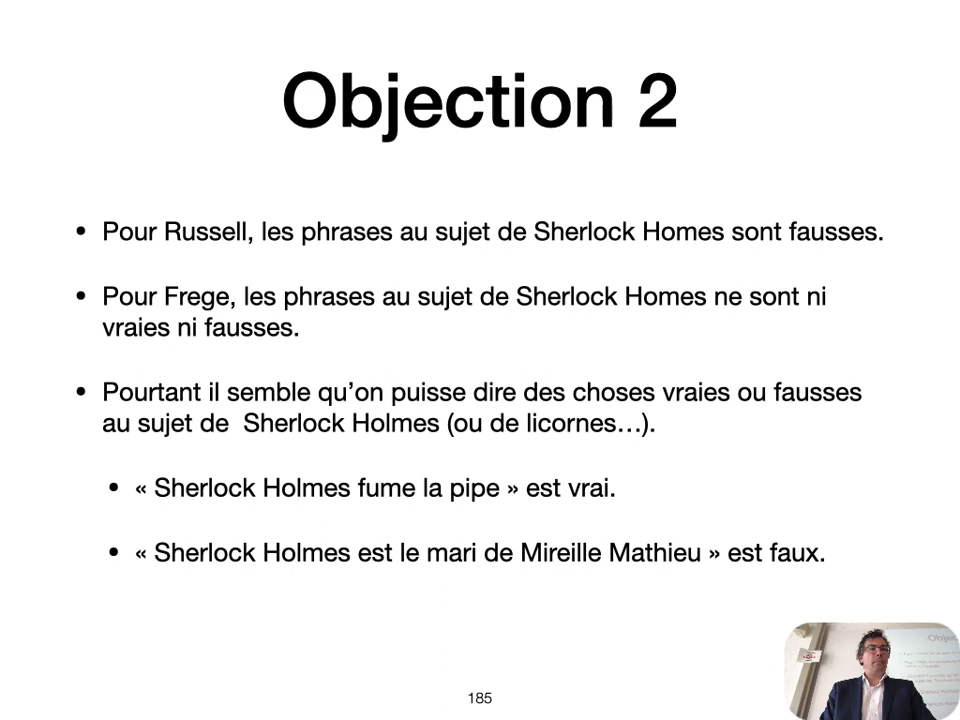 Objection 2
• Pour Russell, les phrases au sujet de Sherlock Homes sont fausses.
• Pour Frege, les phrases au sujet de Sherlock Homes ne sont ni
vraies ni fausses.
• Pourtant il semble qu’on puisse dire des choses vraies ou fausses
au sujet de  Sherlock Holmes (ou de licornes…).
• « Sherlock Holmes fume la pipe » est vrai.
• « Sherlock Holmes est le mari de Mireille Mathieu » est faux.
185
Objec